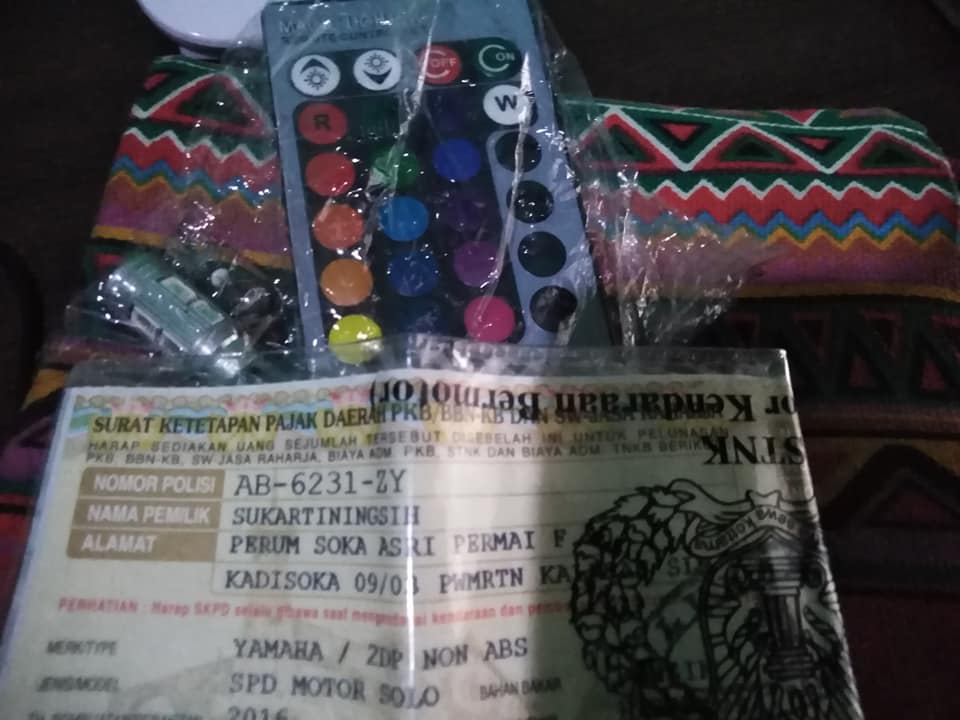 OFF
ON
R
W
or Kendaraan Bermotor)
STNK
SURAT KETETAPAN PAJAK DAERAH PKB/BBN-KB DAN
HARAP SEDIAKAN UANG SEJUMLAH TERSEBUT DISEBELAH INI UNTUK PELUNASAN
PKB, BBN-KB, SW JASA RAHARJA, BIAYA ADM. PKB, STNK DAN BIAYA ADM. TNKB BERIK
NOMOR POLISI AB-6231-ZY
NAMA PEMILIK SUKARTININGSIH
ALAMAT PERUM SOKA ASRI PERMAI F
KADISOKA 09/03 PWMRTN KA
PERHATIAN : Harap SKPD selalu dibawa saat kendaraan dan
MERK/TYPE YAMAHA / 2DP NON ABS
JENIS/MODEL SPD MOTOR SOLO BAHAN BAKAR
2016